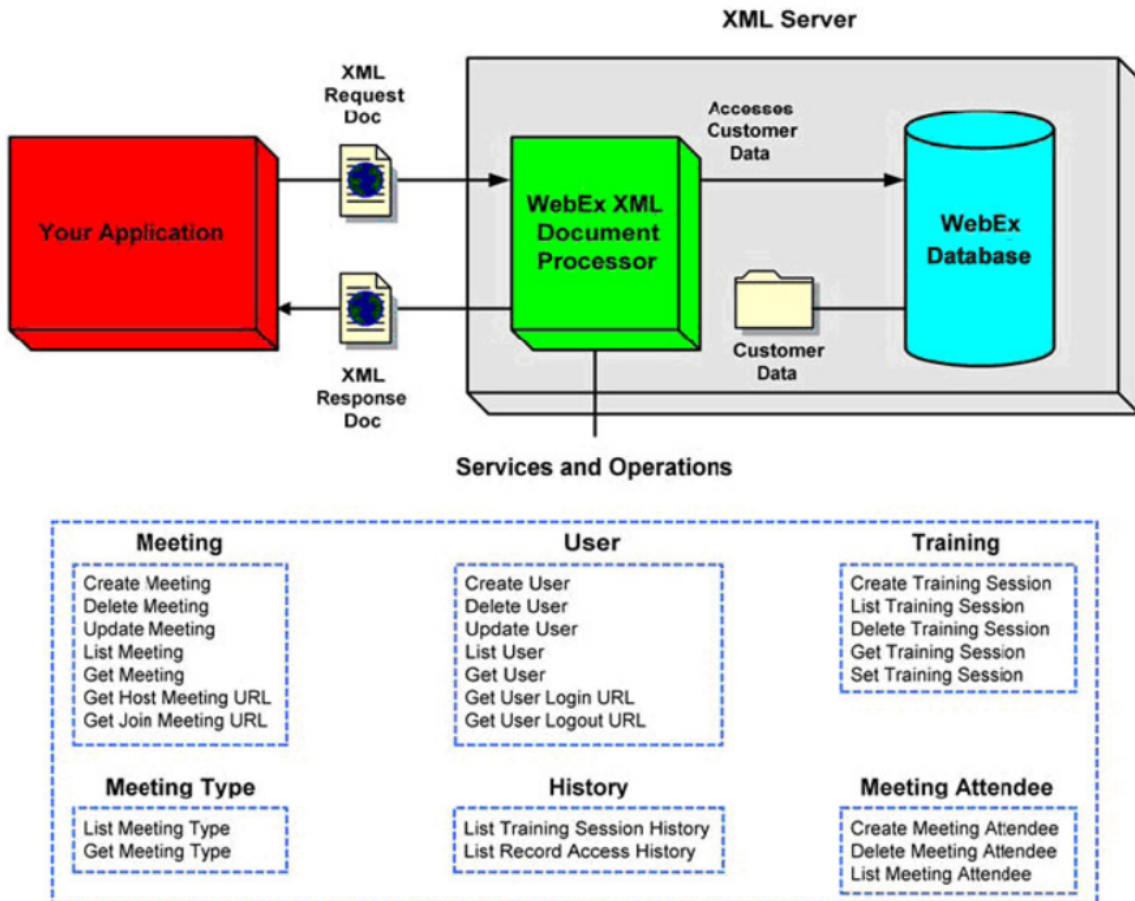 XML Server
XML
Request
Doc
Accesses
Customer
Data
Your Application
WebEx XML
Document
Processor
WebEx
Database
XML
Response
Doc
Customer
Data
Services and Operations
Meeting
Create Meeting
Delete Meeting
Update Meeting
List Meeting
Get Meeting
Get Host Meeting URL
Get Join Meeting URL
User
Create User
Delete User
Update User
List User
Get User
Get User Login URL
Get User Logout URL
Training
Create Training Session
List Training Session
Delete Training Session
Get Training Session
Set Training Session
Meeting Type
List Meeting Type
Get Meeting Type
History
List Training Session History
List Record Access History
Meeting Attendee
Create Meeting Attendee
Delete Meeting Attendee
List Meeting Attendee